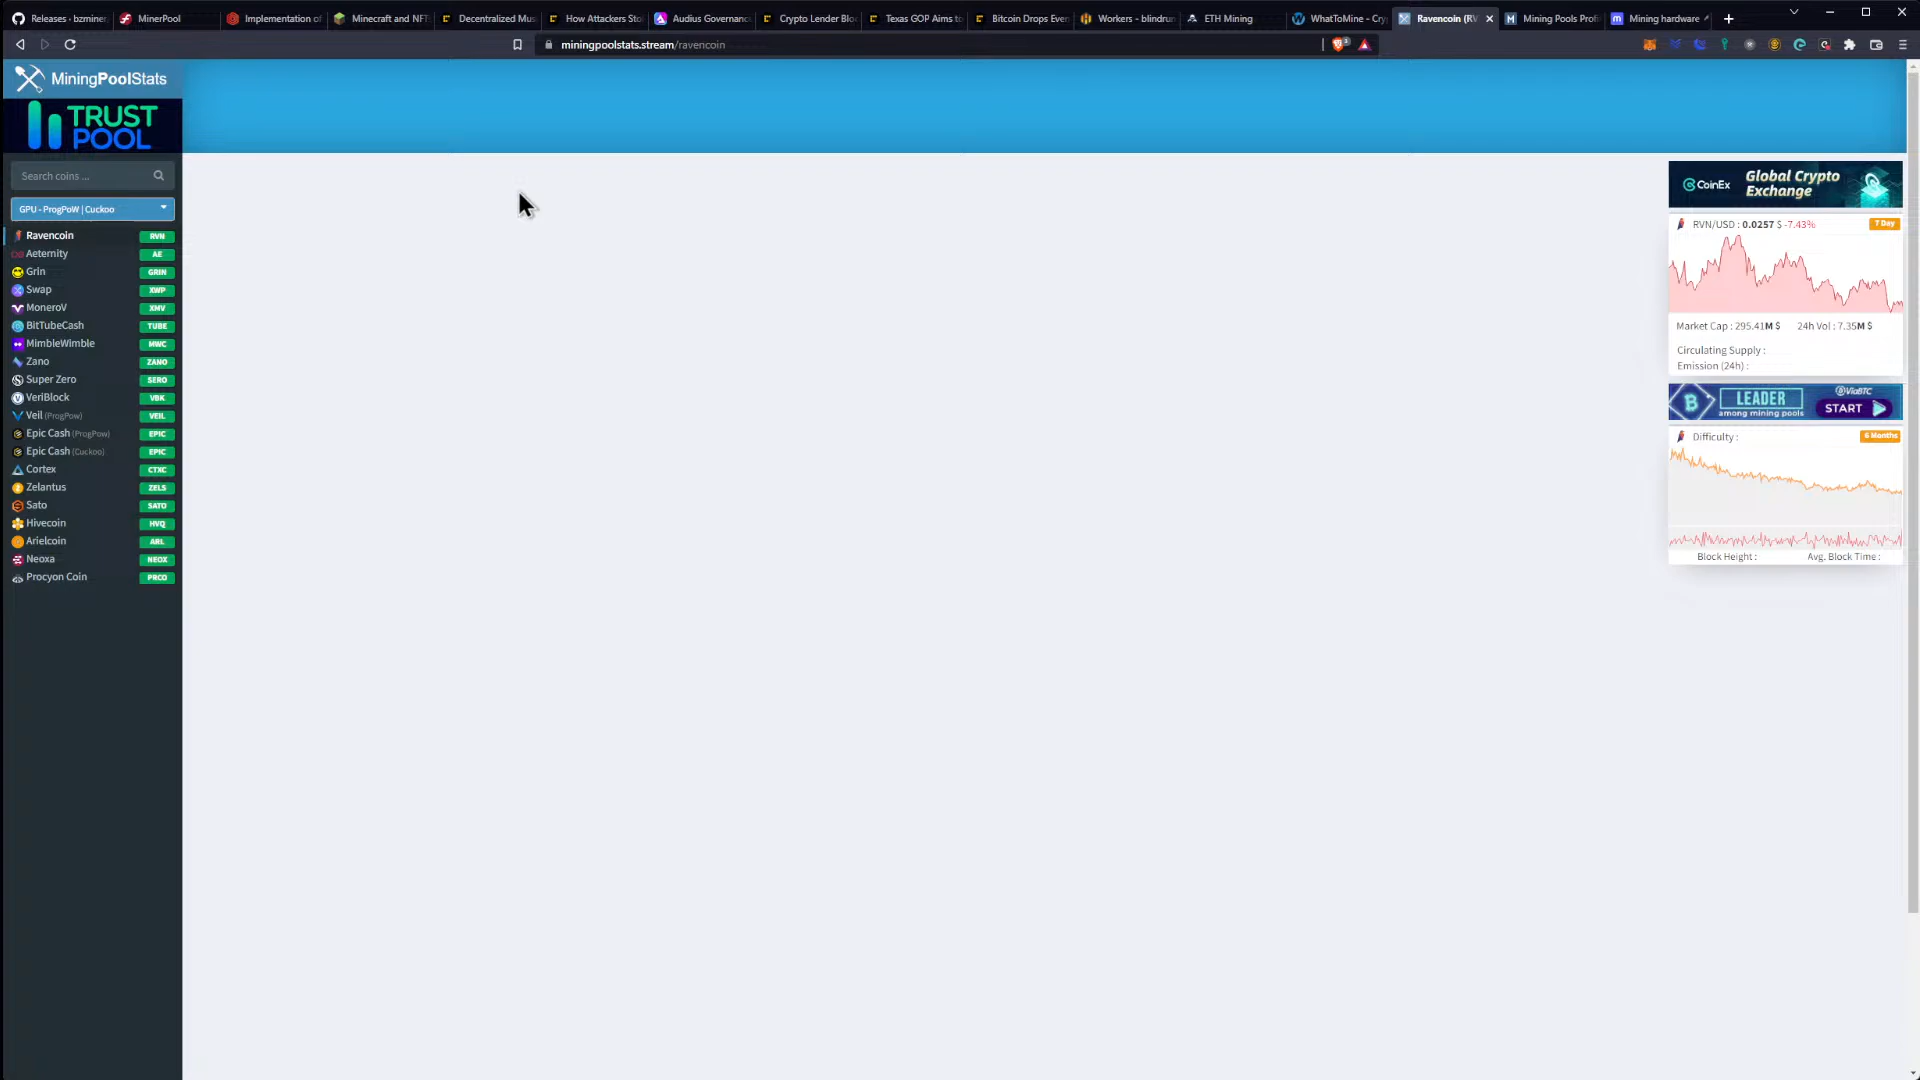 Releases - bzminer
MinerPool
Implementation of
Minecraft and NFT
Decentralized Mus
How Attackers Sto
Audius Governanc
Crypto Lender Blo
Texas GOP Aims to
Bitcoin Drops Even
Workers - blindrun
ETH Mining
WhatToMine - Cry
Ravencoin (RV
Mining Pools Profi
Mining hardware
miningpoolstats.stream/ravencoin
MiningPoolStats
TRUST
POOL
Search coins ...
GPU - ProgPoW | Cuckoo
Ravencoin RVN
Aeternity AE
Grin GRIN
Swap XWP
MoneroV XMV
BitTubeCash TUBE
MimbleWimble MWC
Zano ZANO
Super Zero SERO
VeriBlock VBK
Veil (ProgPow) VEIL
Epic Cash (ProgPow) EPIC
Epic Cash (Cuckoo) EPIC
Cortex CTXC
Zelantus ZELS
Sato SATO
Hivecoin HVQ
Arielcoin ARL
Neoxa NEOX
Procyon Coin PRCO
CoinEx
Global Crypto
Exchange
RVN/USD : 0.0257 $ -7.43% 7 Day
Market Cap : 295.41M $ 24h Vol : 7.35M $
Circulating Supply :
Emission (24h) :
LEADER
among mining pools
ViaBTC
START
Difficulty : 6 Months
Block Height : Avg. Block Time :